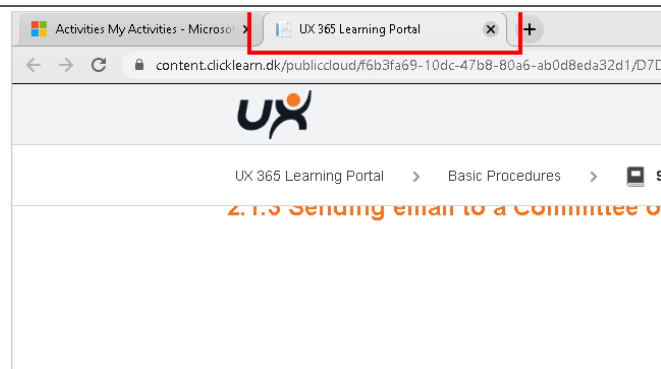 Activities My Activities - Microso
UX 365 Learning Portal
content.clicklearn.dk/publiccloud/f6b3fa69-10dc-47b8-80a6-ab0d8eda32d1/D7D
UX
UX 365 Learning Portal > Basic Procedures >
2.1.3 Sending email to a Committee o